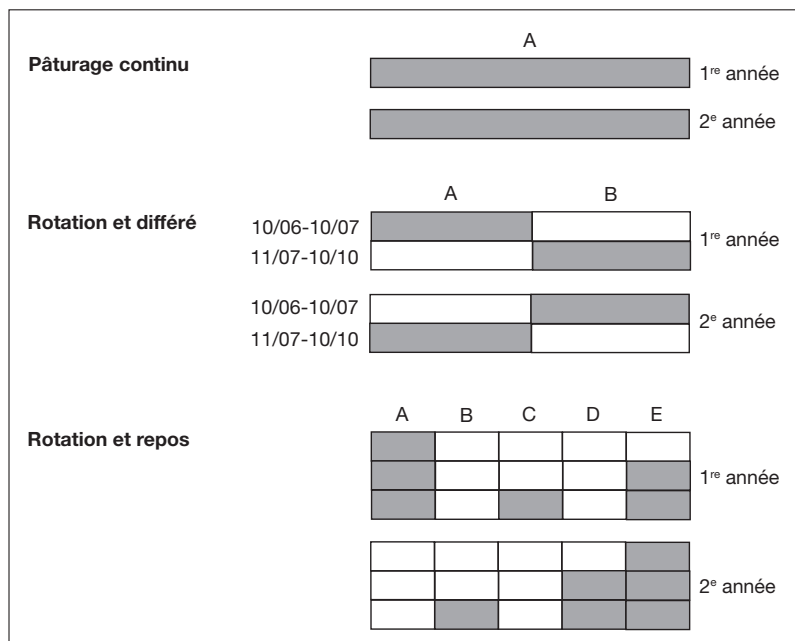 A
Pâturage continu
1re année
2e année
A B
Rotation et différé
10/06-10/07
11/07-10/10
1re année
10/06-10/07
11/07-10/10
2e année
A B C D E
Rotation et repos
1re année
2e année